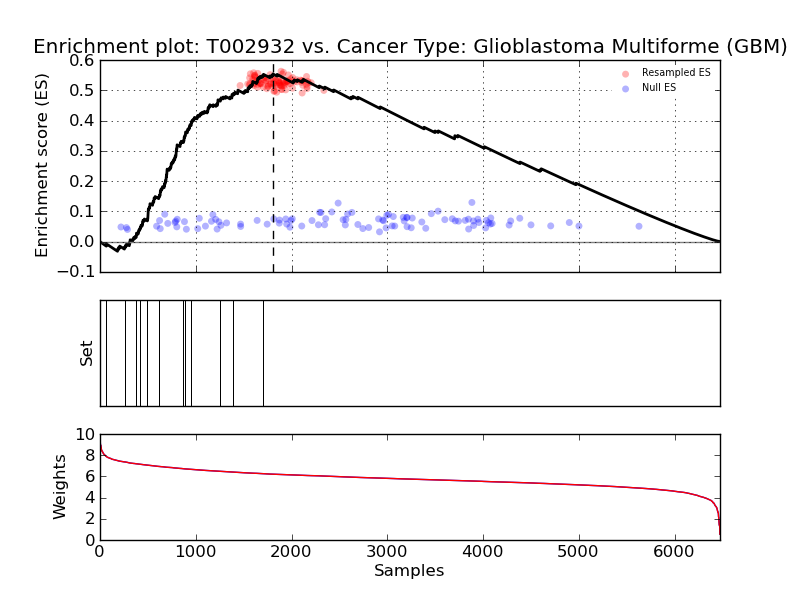 Enrichment plot: T002932 vs. Cancer Type: Glioblastoma Multiforme (GBM)
Enrichment score (ES)
0.6
0.5
0.4
0.3
0.2
0.1
0.0
−0.1
Resampled ES
Null ES
Set
Weights
10
8
6
4
2
0
0 1000 2000 3000 4000 5000 6000
Samples